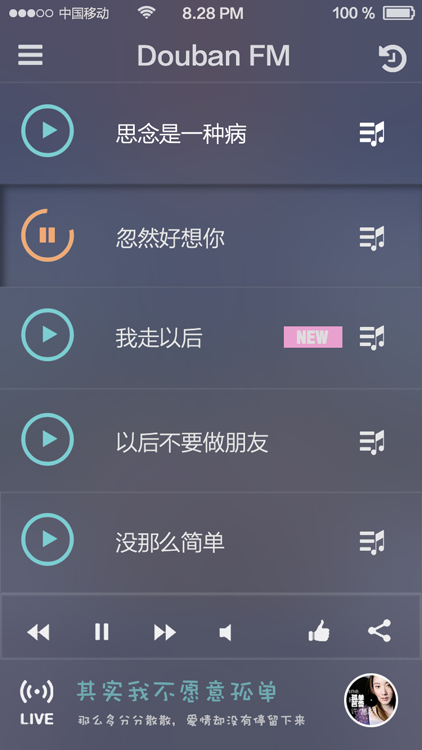 中国移动 8.28 PM 100 %
Douban FM
思念是一种病
忽然好想你
我走以后 NEW
以后不要做朋友
没那么简单
其实我不愿意孤单
LIVE 那么多分分散散，爱情却没有停留下来